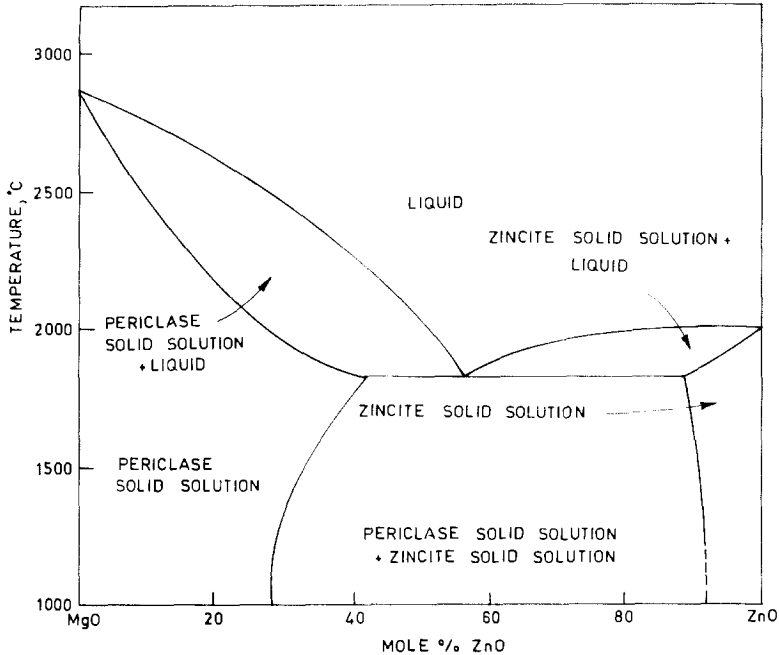 3000
2500
2000
1500
1000
TEMPERATURE, °C
LIQUID
ZINCITE SOLID SOLUTION +
LIQUID
PERICLASE
SOLID SOLUTION
+ LIQUID
ZINCITE SOLID SOLUTION
PERICLASE
SOLID SOLUTION
PERICLASE SOLID SOLUTION
+ ZINCITE SOLID SOLUTION
MgO 20 40 60 80 ZnO
MOLE % ZnO